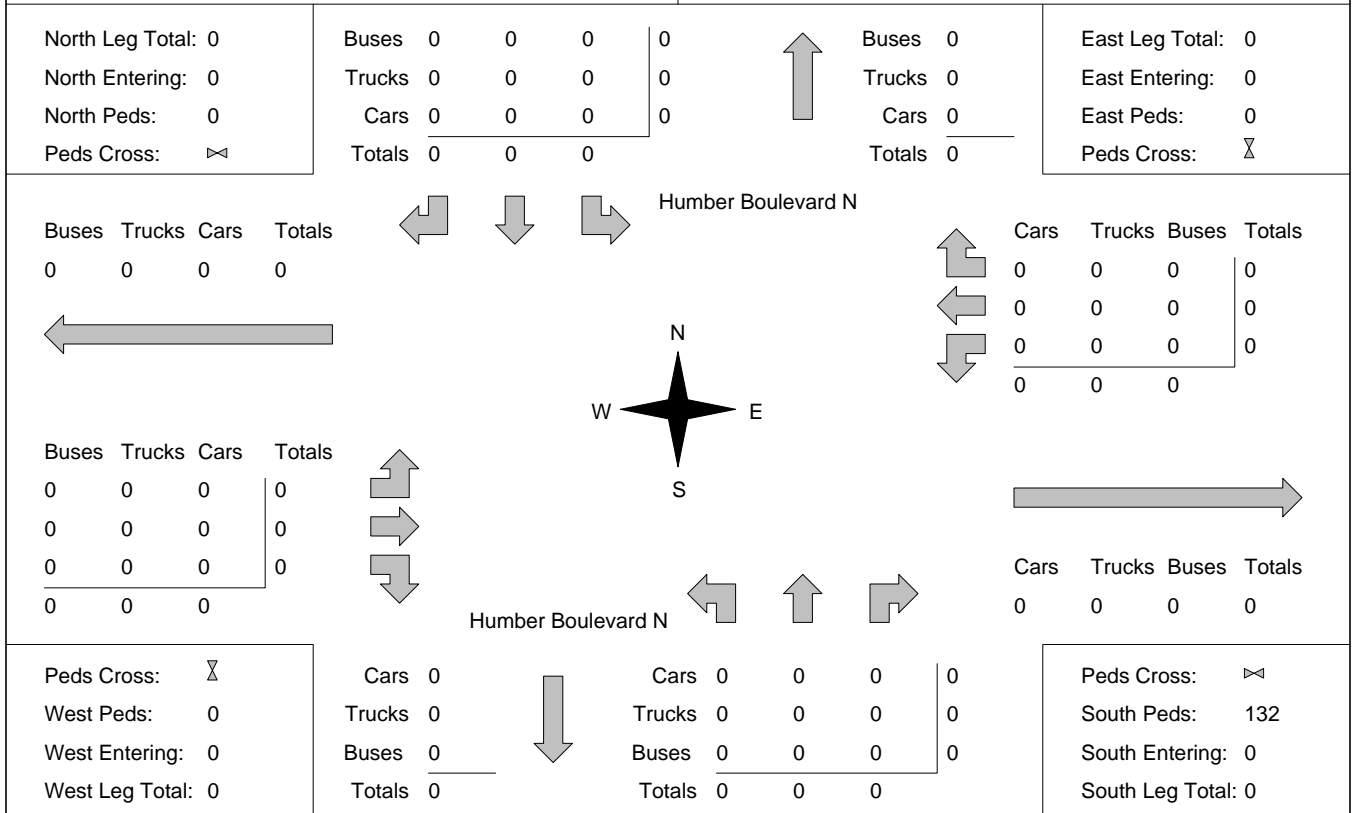 North Leg Total: 0 Buses 0 0 0 0 Buses 0 East Leg Total: 0
North Entering: 0 Trucks 0 0 0 0 Trucks 0 East Entering: 0
North Peds: 0 Cars 0 0 0 0 Cars 0 East Peds: 0
Peds Cross: Totals 0 0 0 Totals 0 Peds Cross:
Humber Boulevard N
Buses Trucks Cars Totals Cars Trucks Buses Totals
0 0 0 0 0 0 0 0
0 0 0 0
N
0 0 0 0
0 0 0
W E
Buses Trucks Cars Totals
0 0 0 0
S
0 0 0 0
0 0 0 0 Cars Trucks Buses Totals
0 0 0 0 0 0 0
Humber Boulevard N
Peds Cross: Cars 0 Cars 0 0 0 0 Peds Cross:
West Peds: 0 Trucks 0 Trucks 0 0 0 0 South Peds: 132
West Entering: 0 Buses 0 Buses 0 0 0 0 South Entering: 0
West Leg Total: 0 Totals 0 Totals 0 0 0 South Leg Total: 0